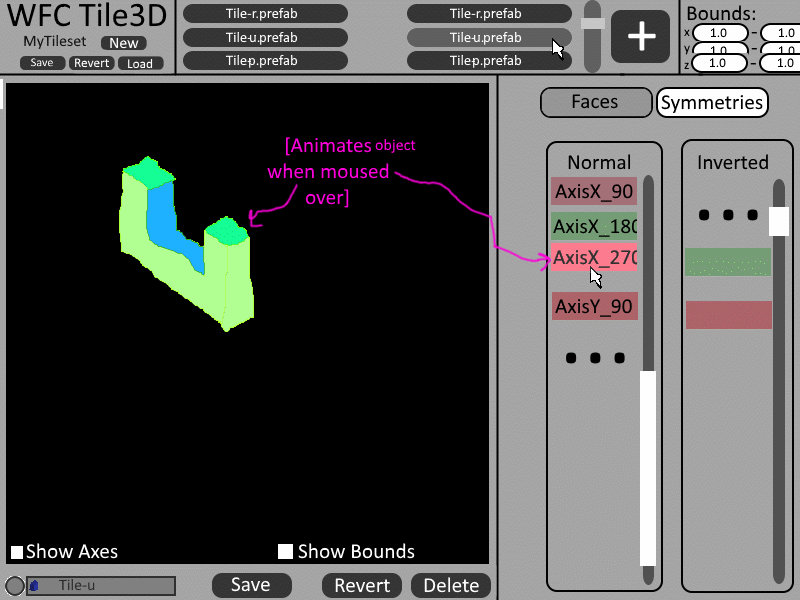 WFC Tile3D
MyTileset New
Save Revert Load
Tile-r.prefab
Tile-u.prefab
Tile-p.prefab
Tile-r.prefab
Tile-u.prefab
Tile-p.prefab
+
Bounds:
x 1.0 - 1.0
y 1.0 - 1.0
z 1.0 - 1.0
[Animates object
when moused
over]
Show Axes
Show Bounds
Tile-u
Save Revert Delete
Faces Symmetries
Normal
AxisX_90
AxisX_180
AxisX_270
AxisY_90
Inverted